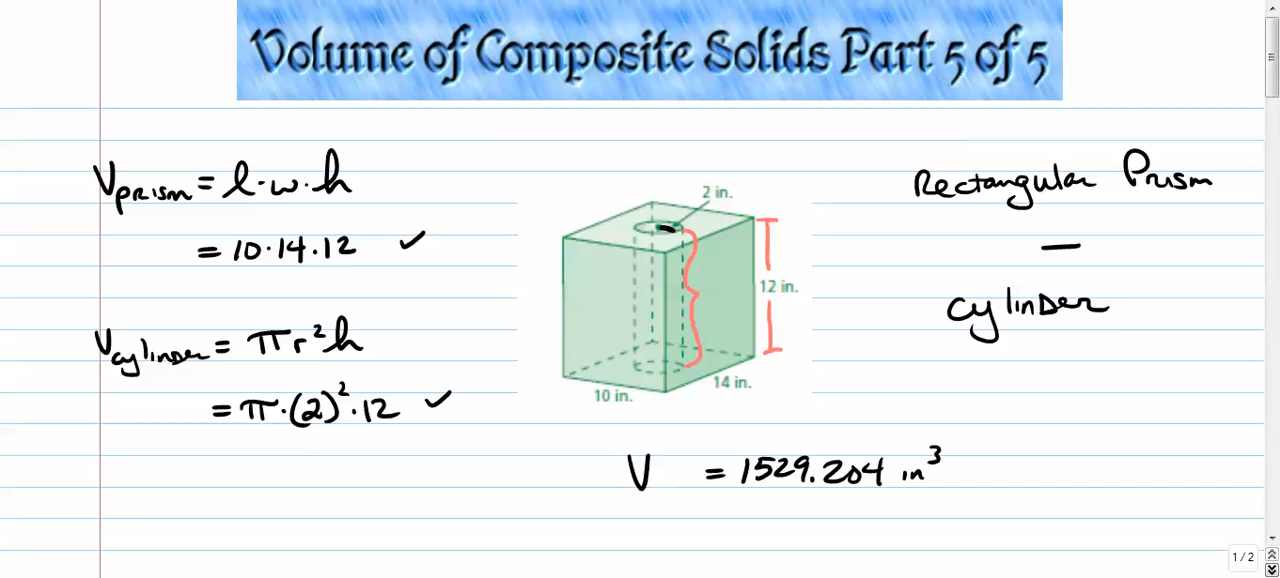 Volume of Composite Solids Part 5 of 5
Vprism = l·w·h
= 10·14·12 ✓
Vcylinder = πr²h
= π·(2)²·12 ✓
2 in.
12 in.
14 in.
10 in.
Rectangular Prism
—
cylinder
V = 1529.204 in³
1 / 2